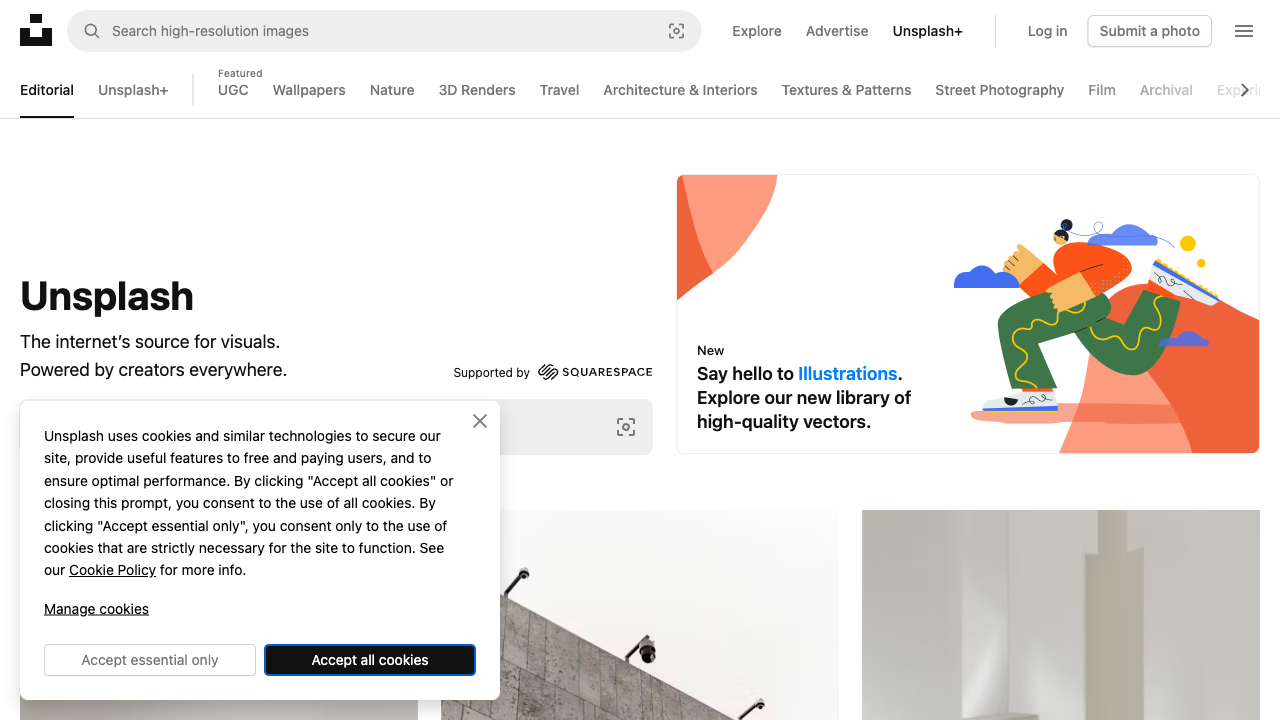 Search high-resolution images
Explore
Advertise
Unsplash+
Log in
Submit a photo
Editorial
Unsplash+
Featured
UGC
Wallpapers
Nature
3D Renders
Travel
Architecture & Interiors
Textures & Patterns
Street Photography
Film
Archival
Unsplash
The internet's source for visuals.
Powered by creators everywhere.
Supported by SQUARESPACE
New
Say hello to Illustrations.
Explore our new library of
high-quality vectors.
Unsplash uses cookies and similar technologies to secure our
site, provide useful features to free and paying users, and to
ensure optimal performance. By clicking "Accept all cookies" or
closing this prompt, you consent to the use of all cookies. By
clicking "Accept essential only", you consent only to the use of
cookies that are strictly necessary for the site to function. See
our Cookie Policy for more info.
Manage cookies
Accept essential only
Accept all cookies